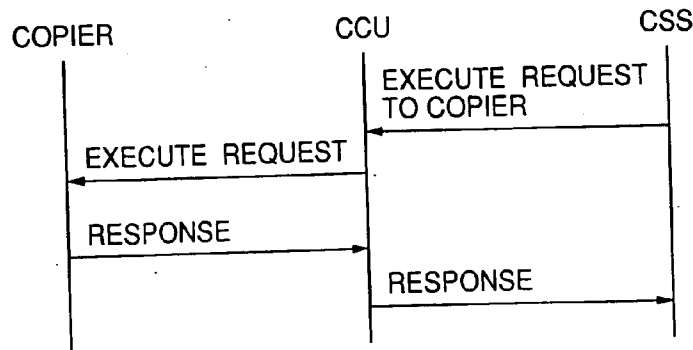 COPIER
CCU
CSS
EXECUTE REQUEST
TO COPIER
EXECUTE REQUEST
RESPONSE
RESPONSE